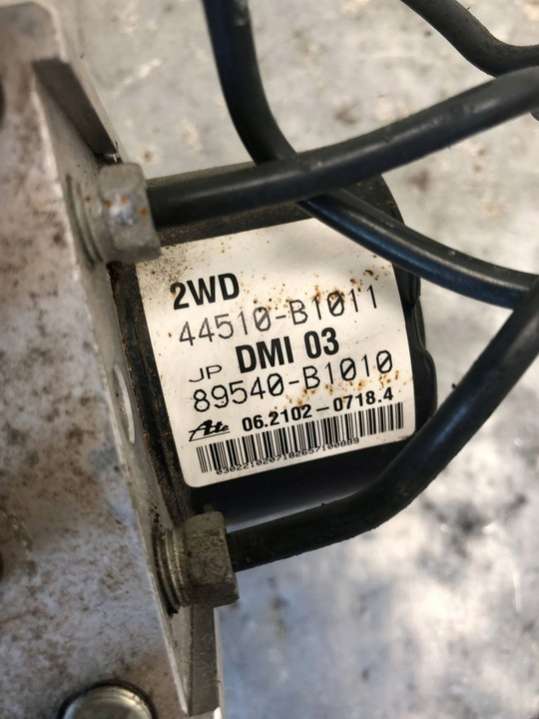 2WD
44510-B1011
JP DMI 03
89540-B1010
Ate 06.2102-0718.4